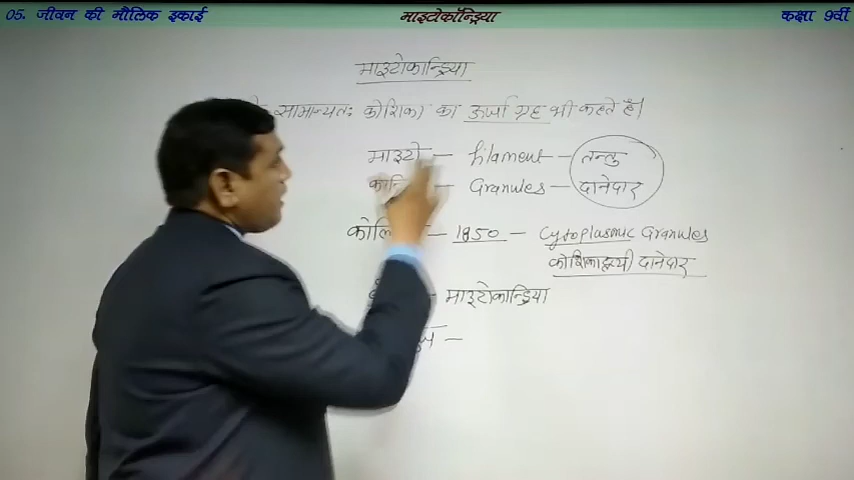 05. जीवन की मौलिक इकाई माइटोकॉन्ड्रिया कक्षा 9वीं
माइटोकान्ड्रिया
सामान्यतः कोशिका का ऊर्जा गृह भी कहते हैं।
माइटो — filament — तन्तु
— Granules — दानेदार
— 1850 — Cytoplasmic Granules
कोशिकाद्रव्यी दानेदार
— माइटोकान्ड्रिया